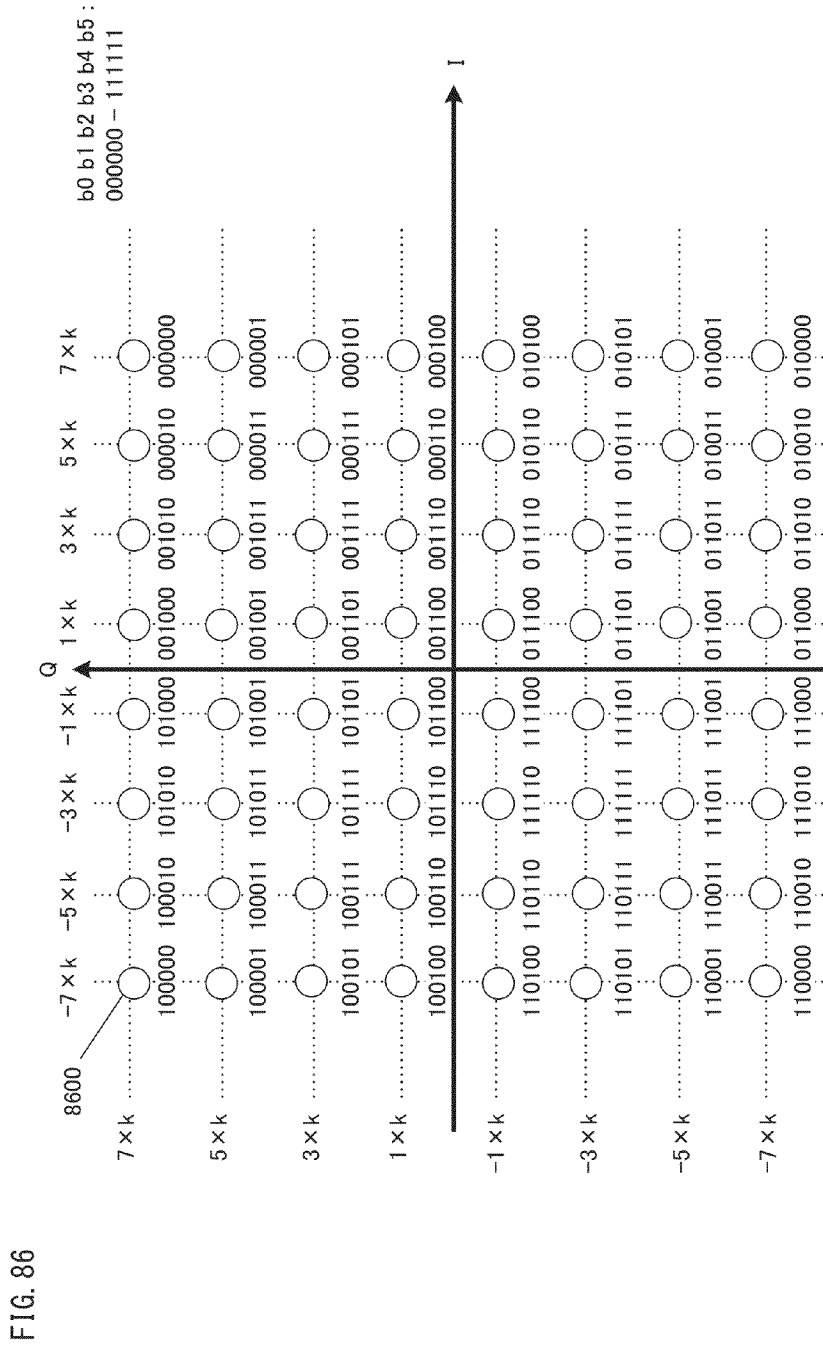 FIG. 86
b0 b1 b2 b3 b4 b5 :
000000 – 111111
Q
8600
−7×k −5×k −3×k −1×k 1×k 3×k 5×k 7×k
7×k
100000 100010 101010 101000 001000 001010 000010 000000
5×k
100001 100011 101011 101001 001001 001011 000011 000001
3×k
100101 100111 101111 101101 001101 001111 000111 000101
1×k
100100 100110 101110 101100 001100 001110 000110 000100
I
−1×k
110100 110110 111110 111100 011100 011110 010110 010100
−3×k
110101 110111 111111 111101 011101 011111 010111 010101
−5×k
110001 110011 111011 111001 011001 011011 010011 010001
−7×k
110000 110010 111010 111000 011000 011010 010010 010000